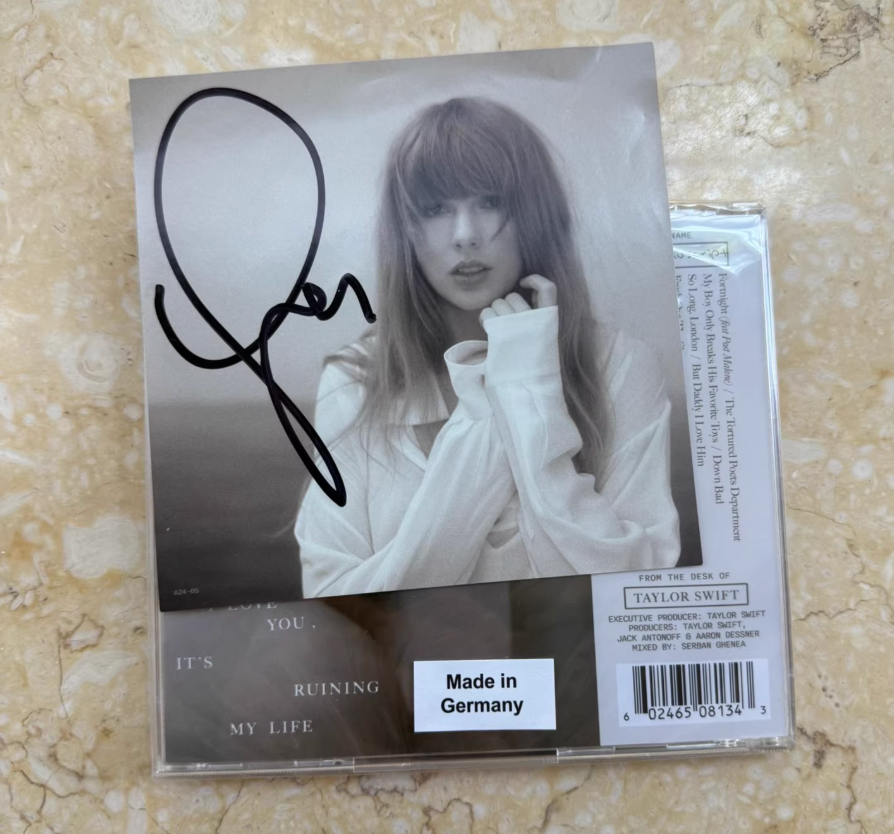 A24-05
NAME
Fortnight (feat Post Malone) / The Tortured Poets Department
My Boy Only Breaks His Favorite Toys / Down Bad
So Long, London / But Daddy I Love Him
LOVE
YOU.
IT'S
RUINING
MY LIFE
Made in
Germany
FROM THE DESK OF
TAYLOR SWIFT
EXECUTIVE PRODUCER: TAYLOR SWIFT
PRODUCERS: TAYLOR SWIFT,
JACK ANTONOFF & AARON DESSNER
MIXED BY: SERBAN GHENEA
6 02465 08134 3